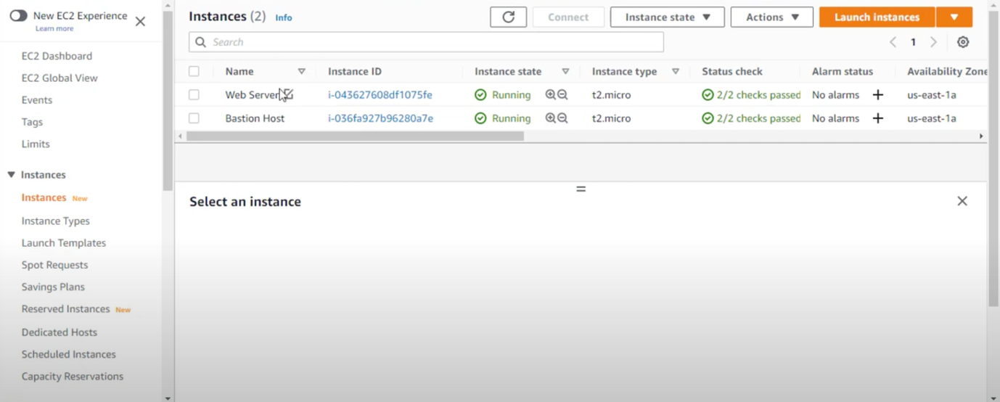 New EC2 Experience
Learn more
EC2 Dashboard
EC2 Global View
Events
Tags
Limits
Instances
Instances New
Instance Types
Launch Templates
Spot Requests
Savings Plans
Reserved Instances New
Dedicated Hosts
Scheduled Instances
Capacity Reservations
Instances (2) Info
Connect
Instance state
Actions
Launch instances
Search
1
Name Instance ID Instance state Instance type Status check Alarm status Availability Zone
Web Server i-043627608df1075fe Running t2.micro 2/2 checks passed No alarms us-east-1a
Bastion Host i-036fa927b96280a7e Running t2.micro 2/2 checks passed No alarms us-east-1a
Select an instance